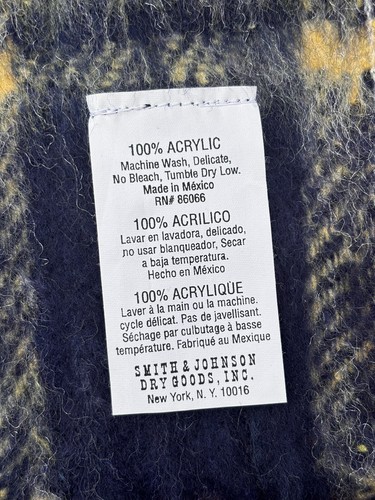 100% ACRYLIC
Machine Wash, Delicate,
No Bleach, Tumble Dry Low.
Made in México
RN# 86066
100% ACRILICO
Lavar en lavadora, delicado,
no usar blanqueador, Secar
a baja temperatura.
Hecho en México
100% ACRYLIQUE
Laver à la main ou la machine.
cycle délicat. Pas de javellisant.
Séchage par culbutage à basse
température. Fabriqué au Mexique
SMITH & JOHNSON
DRY GOODS, INC.
New York, N.Y. 10016